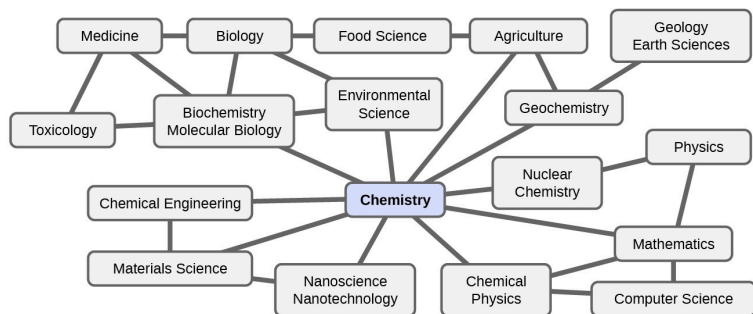 Medicine
Biology
Food Science
Agriculture
Geology
Earth Sciences
Toxicology
Biochemistry
Molecular Biology
Environmental
Science
Geochemistry
Physics
Nuclear
Chemistry
Chemistry
Chemical Engineering
Mathematics
Materials Science
Nanoscience
Nanotechnology
Chemical
Physics
Computer Science